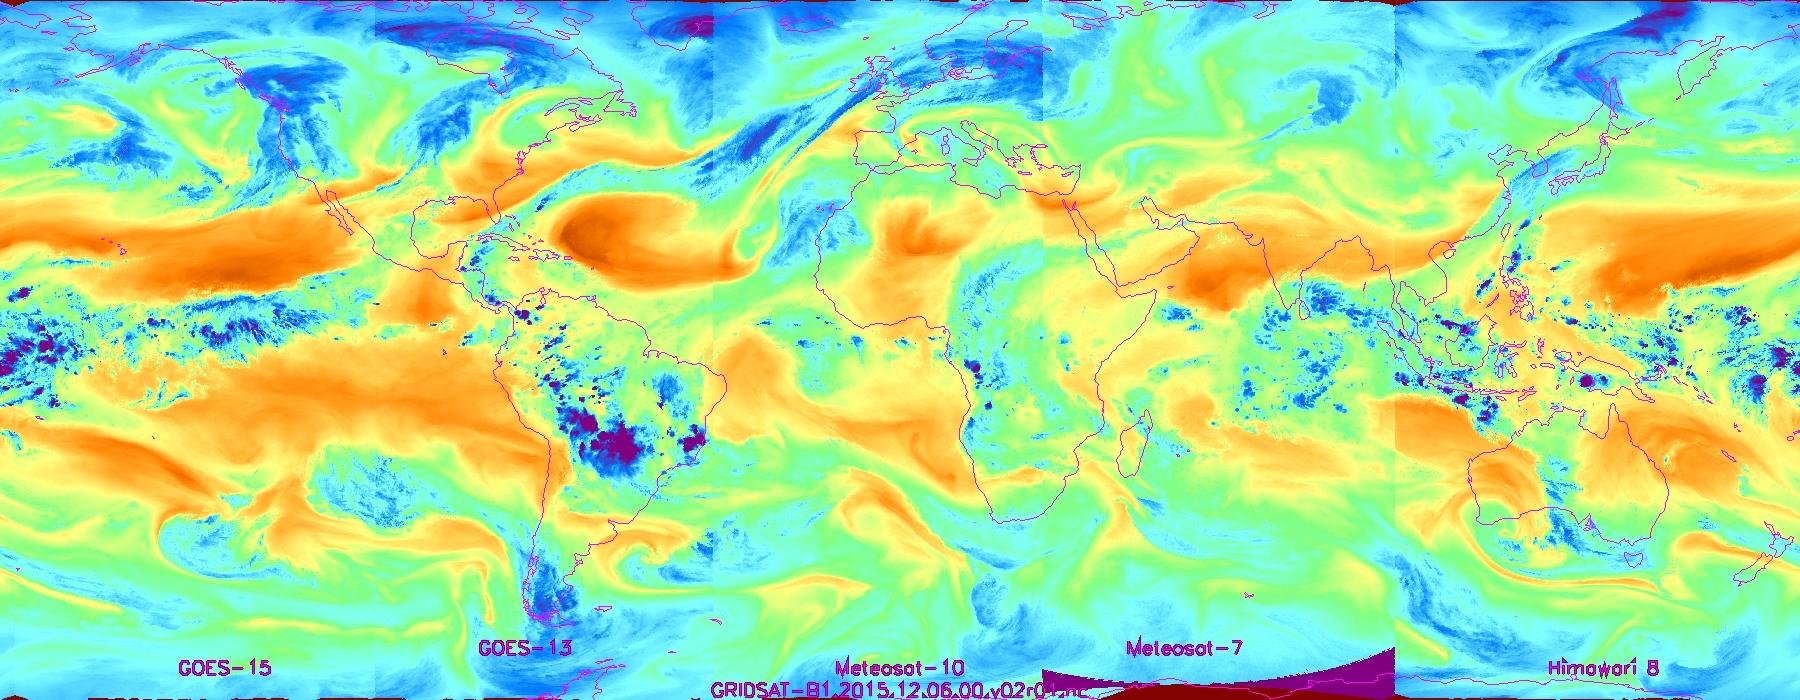 GOES-13
Meteosat-7
GOES-15
Meteosat-10
Himawari 8
GRIDSAT-B1.2015.12.06.00.v02r01.nc